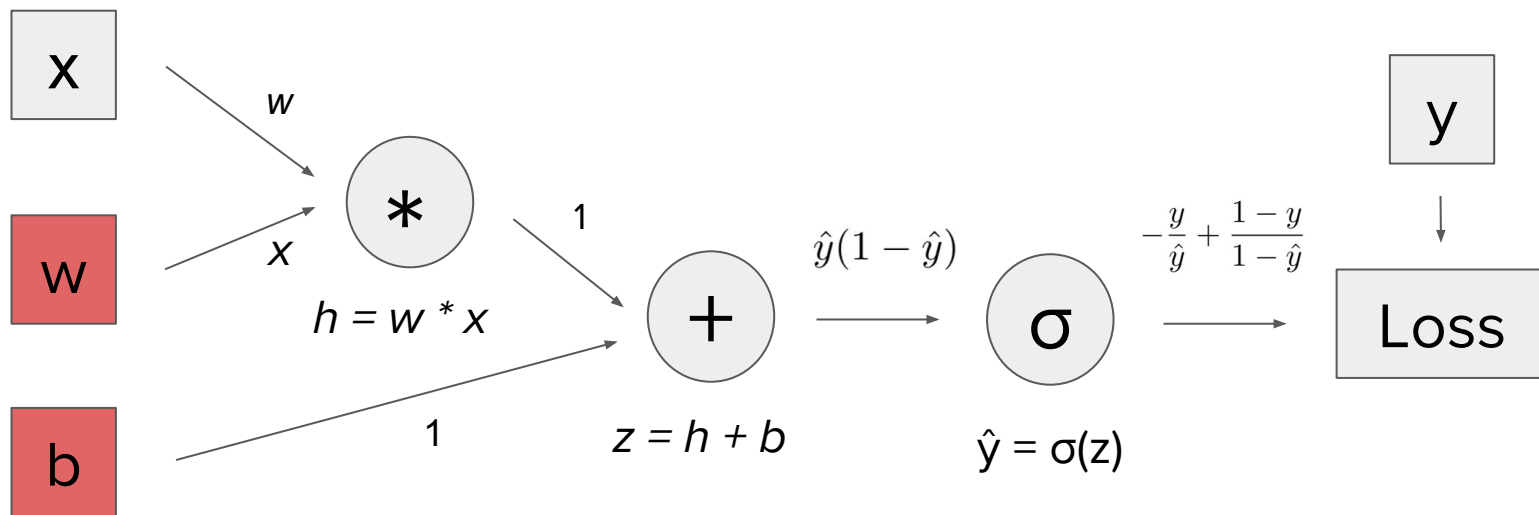 x
w
y
*
w
x
1
h = w * x
+
ŷ(1 − ŷ)
σ
−y/ŷ + (1 − y)/(1 − ŷ)
Loss
b
1
z = h + b
ŷ = σ(z)